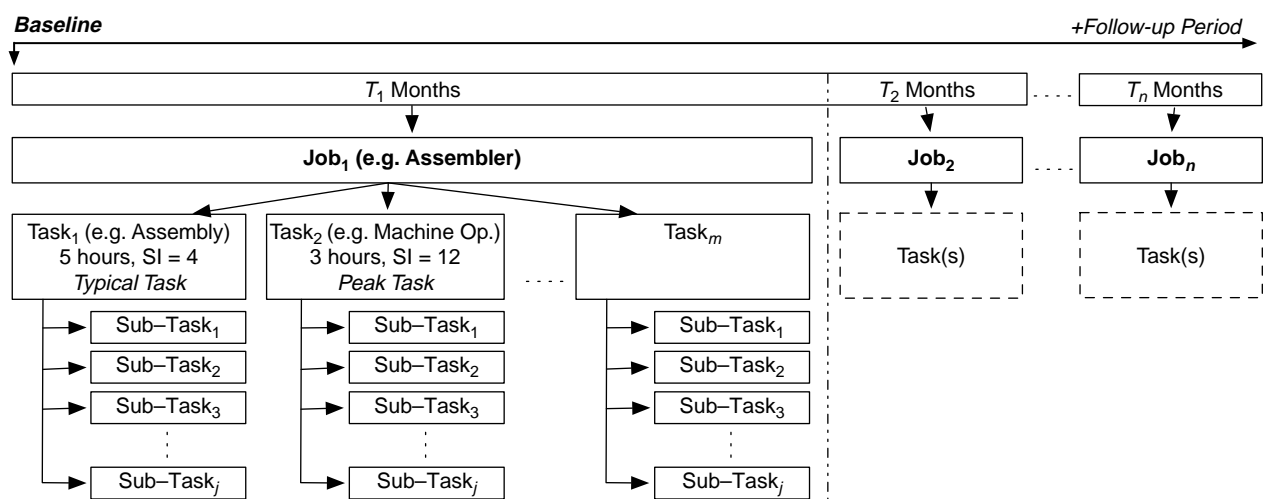 Baseline
+Follow-up Period
T1 Months
T2 Months
Tn Months
Job1 (e.g. Assembler)
Job2
Jobn
Task1 (e.g. Assembly)
5 hours, SI = 4
Typical Task
Task2 (e.g. Machine Op.)
3 hours, SI = 12
Peak Task
Taskm
Task(s)
Task(s)
Sub–Task1
Sub–Task2
Sub–Task3
Sub–Taskj
Sub–Task1
Sub–Task2
Sub–Task3
Sub–Taskj
Sub–Task1
Sub–Task2
Sub–Task3
Sub–Taskj